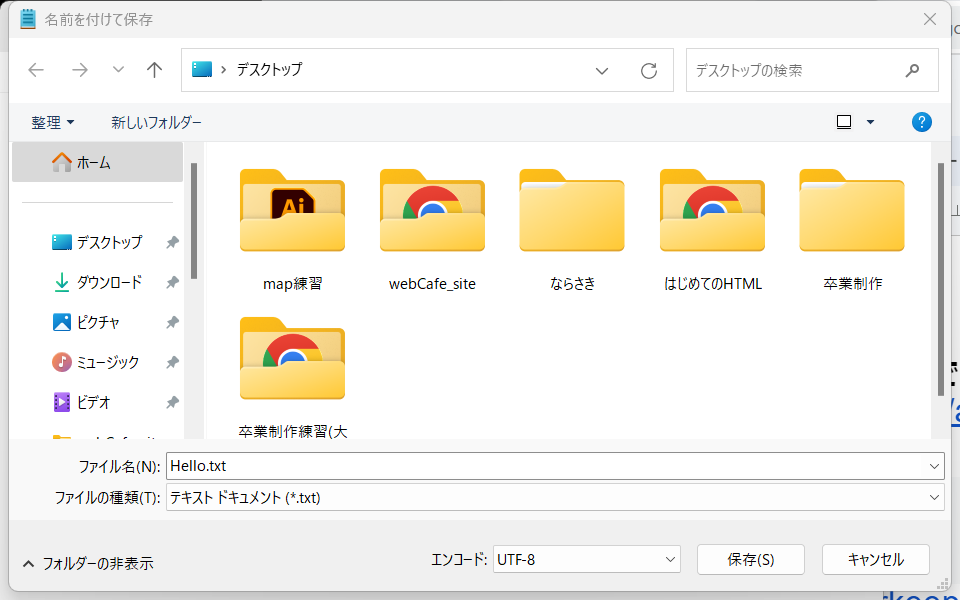 名前を付けて保存
デスクトップ
デスクトップの検索
整理
新しいフォルダー
?
ホーム
デスクトップ
ダウンロード
ピクチャ
ミュージック
ビデオ
Ai
map練習
webCafe_site
ならさき
はじめてのHTML
卒業制作
卒業制作練習(大
ファイル名(N):
Hello.txt
ファイルの種類(T):
テキスト ドキュメント (*.txt)
フォルダーの非表示
エンコード:
UTF-8
保存(S)
キャンセル